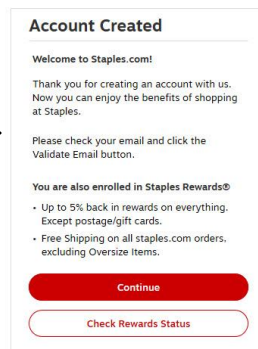 Account Created
Welcome to Staples.com!
Thank you for creating an account with us.
Now you can enjoy the benefits of shopping
at Staples.
Please check your email and click the
Validate Email button.
You are also enrolled in Staples Rewards®
• Up to 5% back in rewards on everything.
Except postage/gift cards.
• Free Shipping on all staples.com orders,
excluding Oversize Items.
Continue
Check Rewards Status